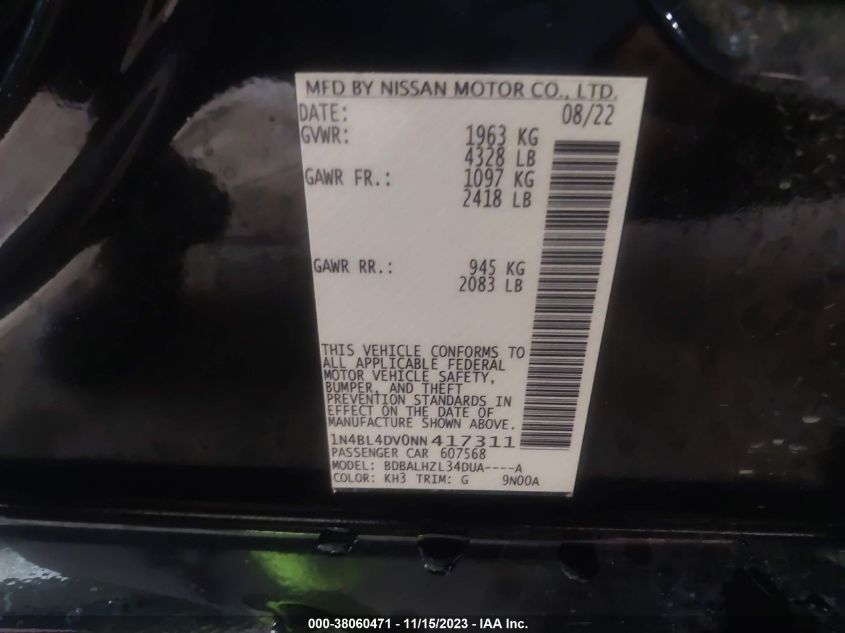 MFD BY NISSAN MOTOR CO., LTD.
DATE: 08/22
GVWR: 1963 KG
4328 LB
GAWR FR.: 1097 KG
2418 LB
GAWR RR.: 945 KG
2083 LB
THIS VEHICLE CONFORMS TO
ALL APPLICABLE FEDERAL
MOTOR VEHICLE SAFETY,
BUMPER, AND THEFT
PREVENTION STANDARDS IN
EFFECT ON THE DATE OF
MANUFACTURE SHOWN ABOVE.
1N4BL4DV0NN417311
PASSENGER CAR 607568
MODEL: BDBALHZL34DUA----A
COLOR: KH3 TRIM: G 9N00A
000-38060471 - 11/15/2023 - IAA Inc.